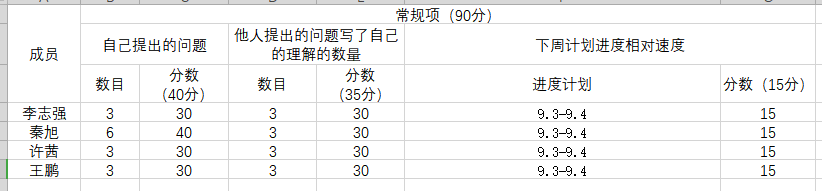 常规项（90分）
成员 自己提出的问题 他人提出的问题写了自己的理解的数量 下周计划进度相对速度
数目 分数（40分） 数目 分数（35分） 进度计划 分数（15分）
李志强 3 30 3 30 9.3-9.4 15
秦旭 6 40 3 30 9.3-9.4 15
许茜 3 30 3 30 9.3-9.4 15
王鹏 3 30 3 30 9.3-9.4 15